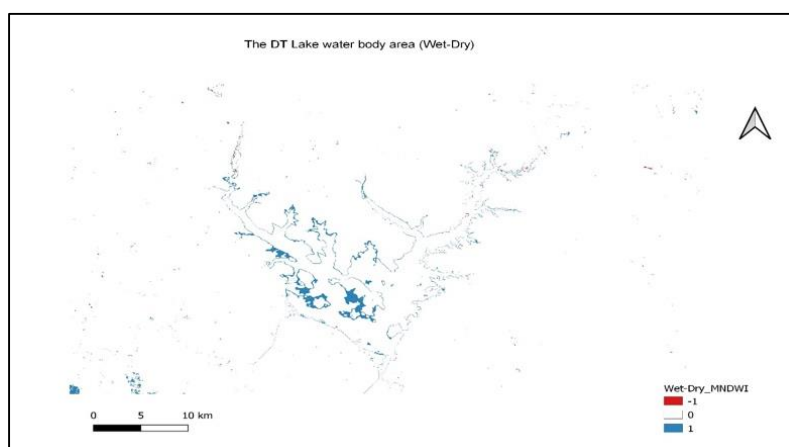 The DT Lake water body area (Wet-Dry)
0 5 10 km
Wet-Dry_MNDWI
-1
0
1